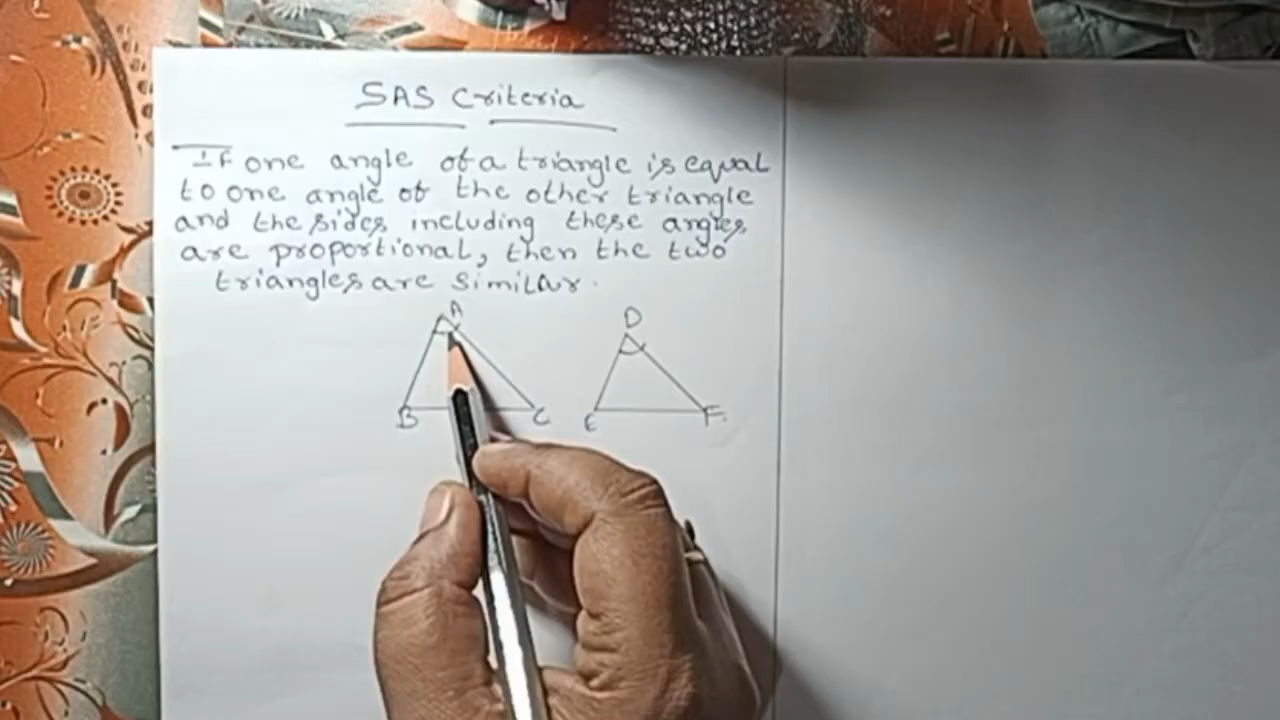 SAS Criteria
If one angle of a triangle is equal
to one angle of the other triangle
and the sides including these angles
are proportional, then the two
triangles are similar.
A D
B C E F